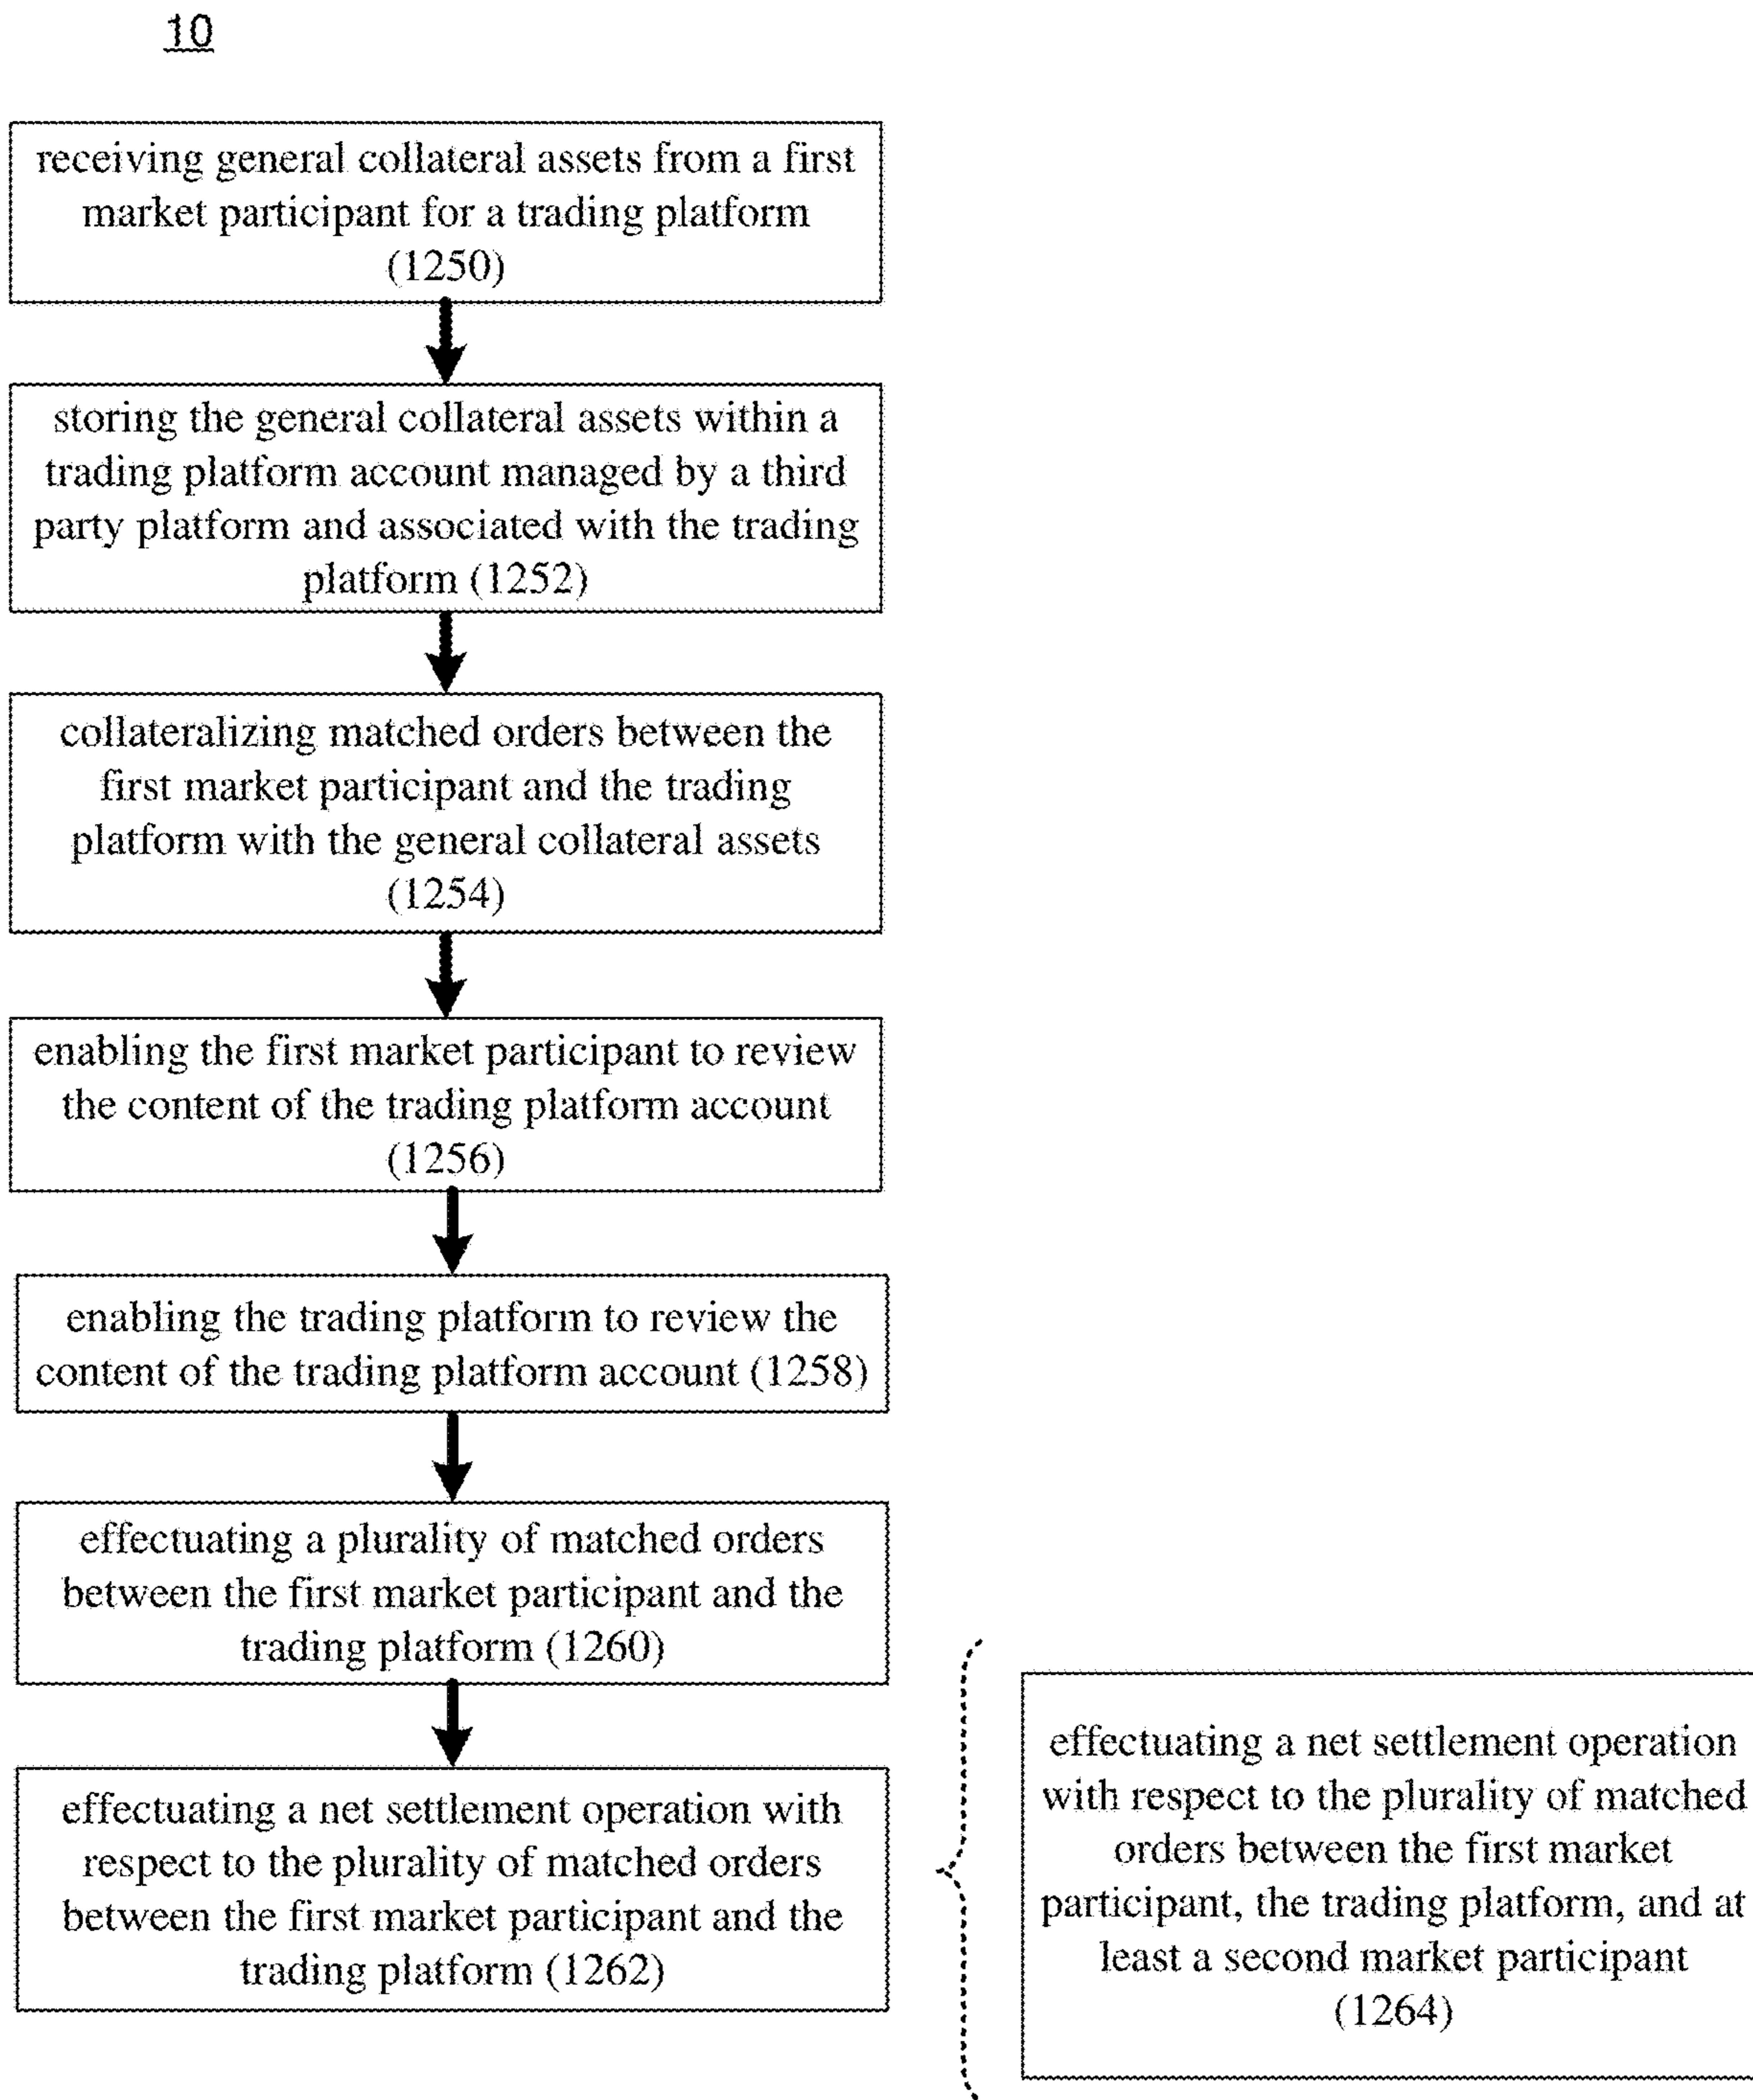 10
receiving general collateral assets from a first
market participant for a trading platform
(1250)
storing the general collateral assets within a
trading platform account managed by a third
party platform and associated with the trading
platform (1252)
collateralizing matched orders between the
first market participant and the trading
platform with the general collateral assets
(1254)
enabling the first market participant to review
the content of the trading platform account
(1256)
enabling the trading platform to review the
content of the trading platform account (1258)
effectuating a plurality of matched orders
between the first market participant and the
trading platform (1260)
effectuating a net settlement operation with
respect to the plurality of matched orders
between the first market participant and the
trading platform (1262)
effectuating a net settlement operation
with respect to the plurality of matched
orders between the first market
participant, the trading platform, and at
least a second market participant
(1264)